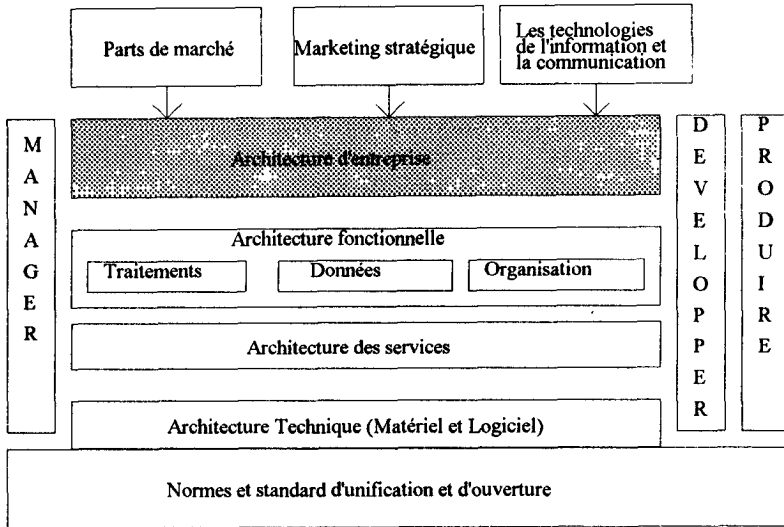 Parts de marché
Marketing stratégique
Les technologies
de l'information et
la communication
MANAGER
Architecture d'entreprise
Architecture fonctionnelle
Traitements
Données
Organisation
Architecture des services
Architecture Technique (Matériel et Logiciel)
DEVELOPPER
PRODUIRE
Normes et standard d'unification et d'ouverture